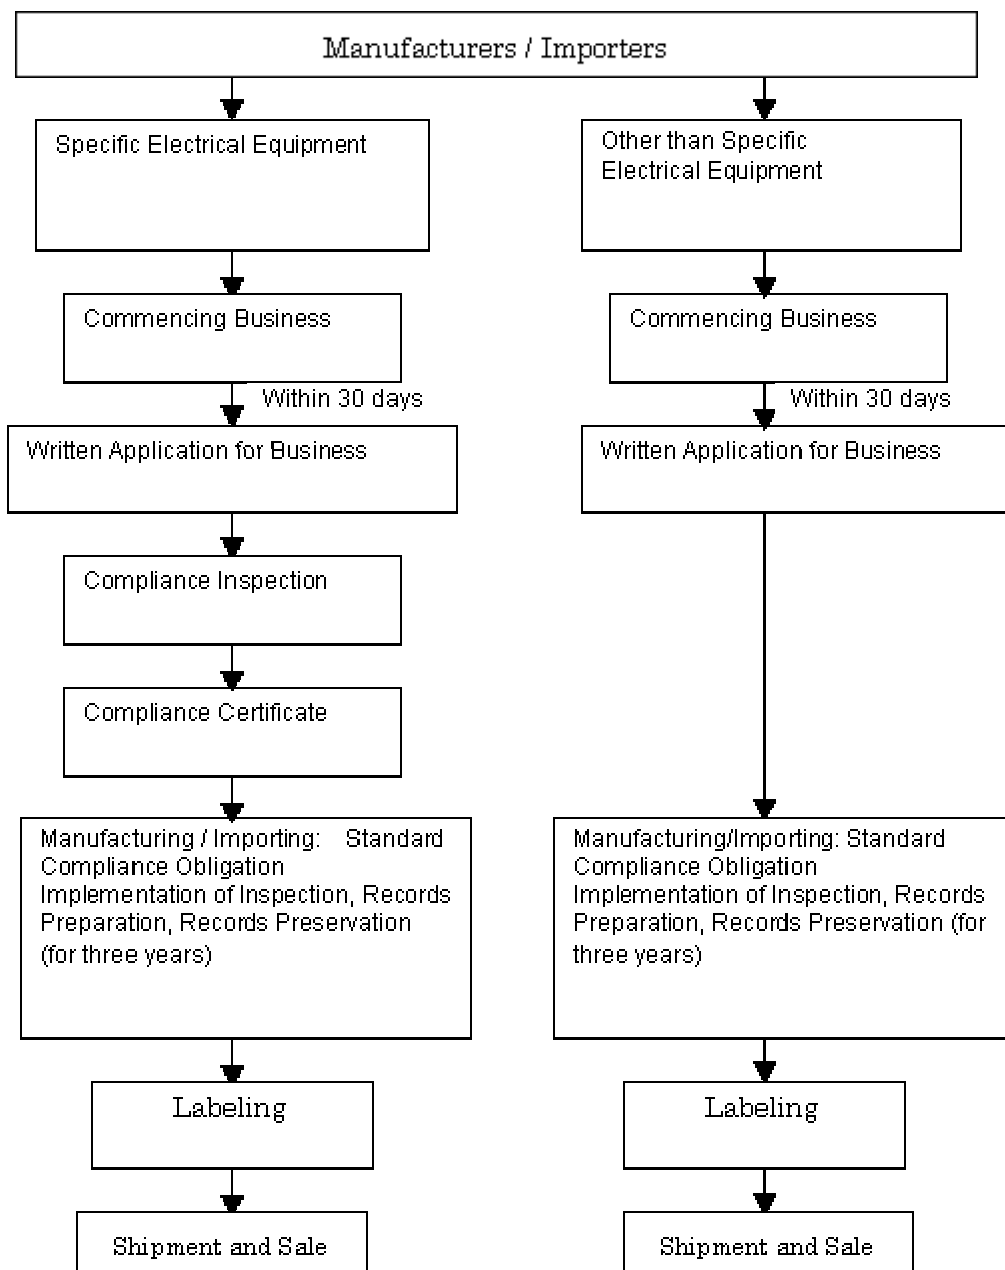 Manufacturers / Importers
Specific Electrical Equipment
Commencing Business
Within 30 days
Written Application for Business
Compliance Inspection
Compliance Certificate
Manufacturing / Importing: Standard
Compliance Obligation
Implementation of Inspection, Records
Preparation, Records Preservation
(for three years)
Labeling
Shipment and Sale
Other than Specific
Electrical Equipment
Commencing Business
Within 30 days
Written Application for Business
Manufacturing/Importing: Standard
Compliance Obligation
Implementation of Inspection, Records
Preparation, Records Preservation (for
three years)
Labeling
Shipment and Sale